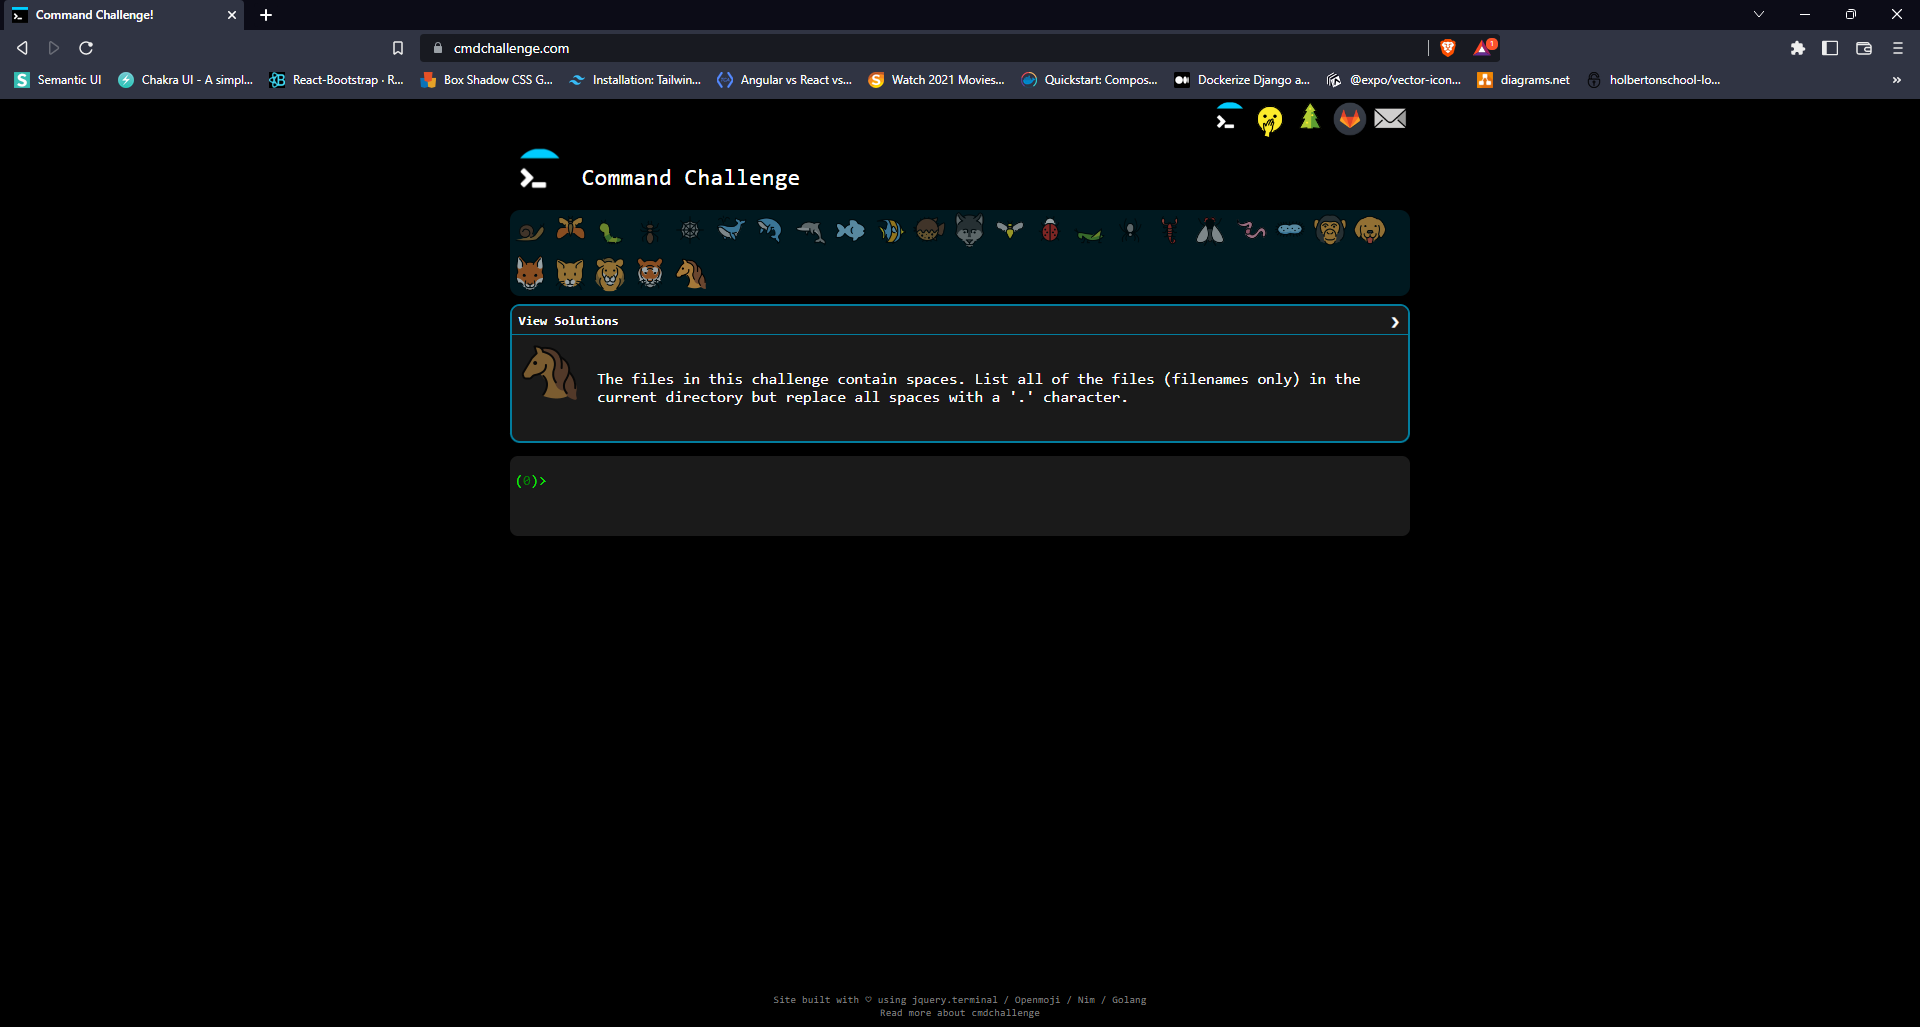 Command Challenge!
cmdchallenge.com
1
Semantic UI
Chakra UI - A simpl...
React-Bootstrap · R...
Box Shadow CSS G...
Installation: Tailwin...
Angular vs React vs...
Watch 2021 Movies...
Quickstart: Compos...
Dockerize Django a...
@expo/vector-icon...
diagrams.net
holbertonschool-lo...
Command Challenge
View Solutions
The files in this challenge contain spaces. List all of the files (filenames only) in the
current directory but replace all spaces with a '.' character.
(0)>
Site built with ♡ using jquery.terminal / Openmoji / Nim / Golang
Read more about cmdchallenge